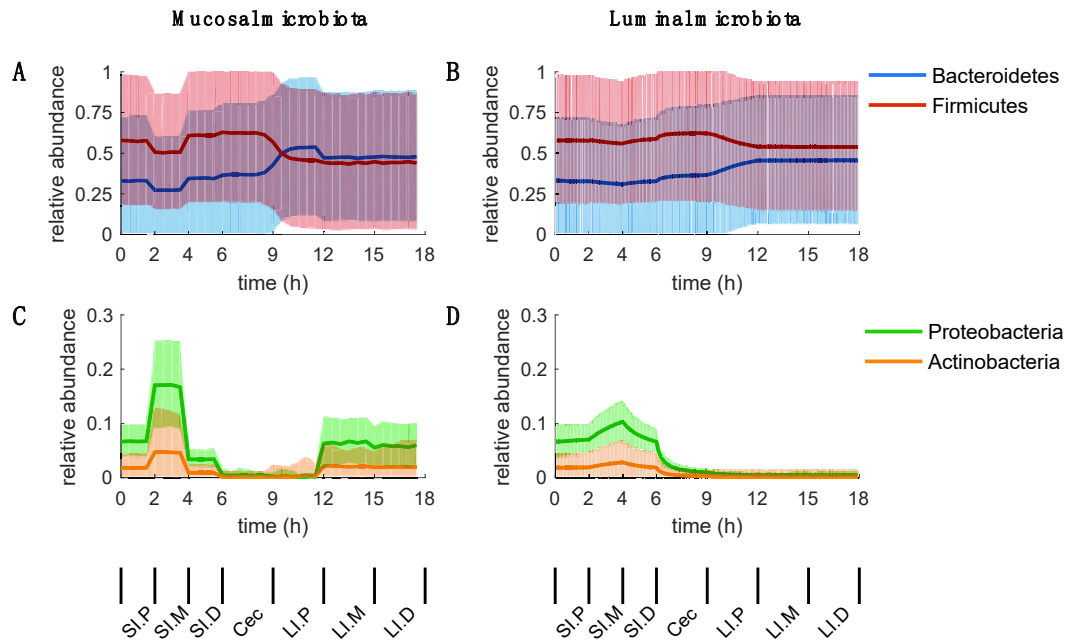 Mucosal microbiota
Luminal microbiota
A
relative abundance
1
0.75
0.5
0.25
0
0 2 4 6 9 12 15 18
time (h)
B
relative abundance
1
0.75
0.5
0.25
0
0 2 4 6 9 12 15 18
time (h)
Bacteroidetes
Firmicutes
C
relative abundance
0.3
0.2
0.1
0
0 2 4 6 9 12 15 18
time (h)
D
relative abundance
0.3
0.2
0.1
0
0 2 4 6 9 12 15 18
time (h)
Proteobacteria
Actinobacteria
SI.P SI.M SI.D Cec LI.P LI.M LI.D
SI.P SI.M SI.D Cec LI.P LI.M LI.D